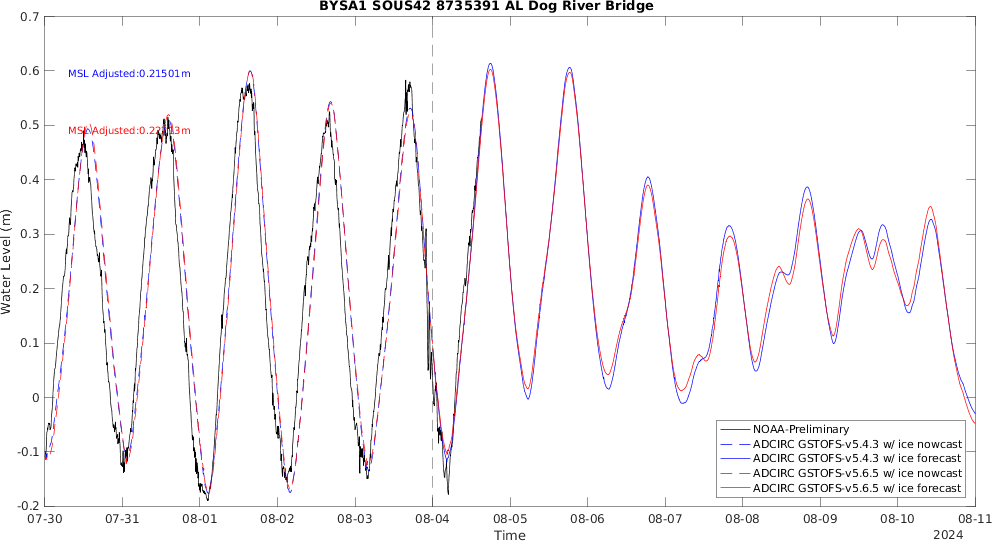 BYSA1 SOUS42 8735391 AL Dog River Bridge
0.7
0.6
0.5
0.4
0.3
0.2
0.1
0
-0.1
-0.2
Water Level (m)
MSL Adjusted:0.21501m
MSL Adjusted:
NOAA-Preliminary
ADCIRC GSTOFS-v5.4.3 w/ ice nowcast
ADCIRC GSTOFS-v5.4.3 w/ ice forecast
ADCIRC GSTOFS-v5.6.5 w/ ice nowcast
ADCIRC GSTOFS-v5.6.5 w/ ice forecast
07-30 07-31 08-01 08-02 08-03 08-04 08-05 08-06 08-07 08-08 08-09 08-10 08-11
Time
2024